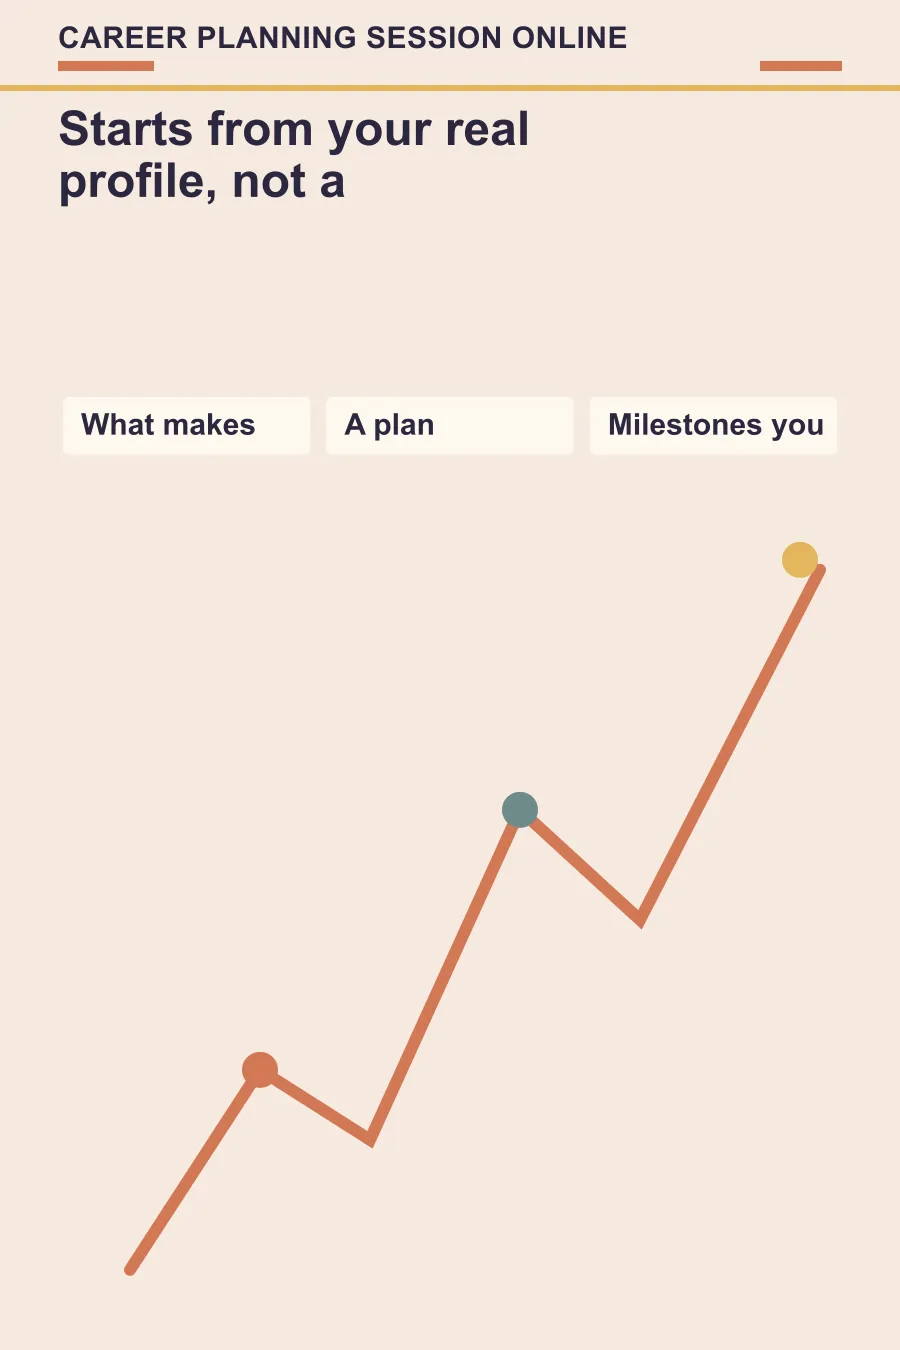 CAREER PLANNING SESSION ONLINE
Starts from your real
profile, not a
What makes
A plan
Milestones you